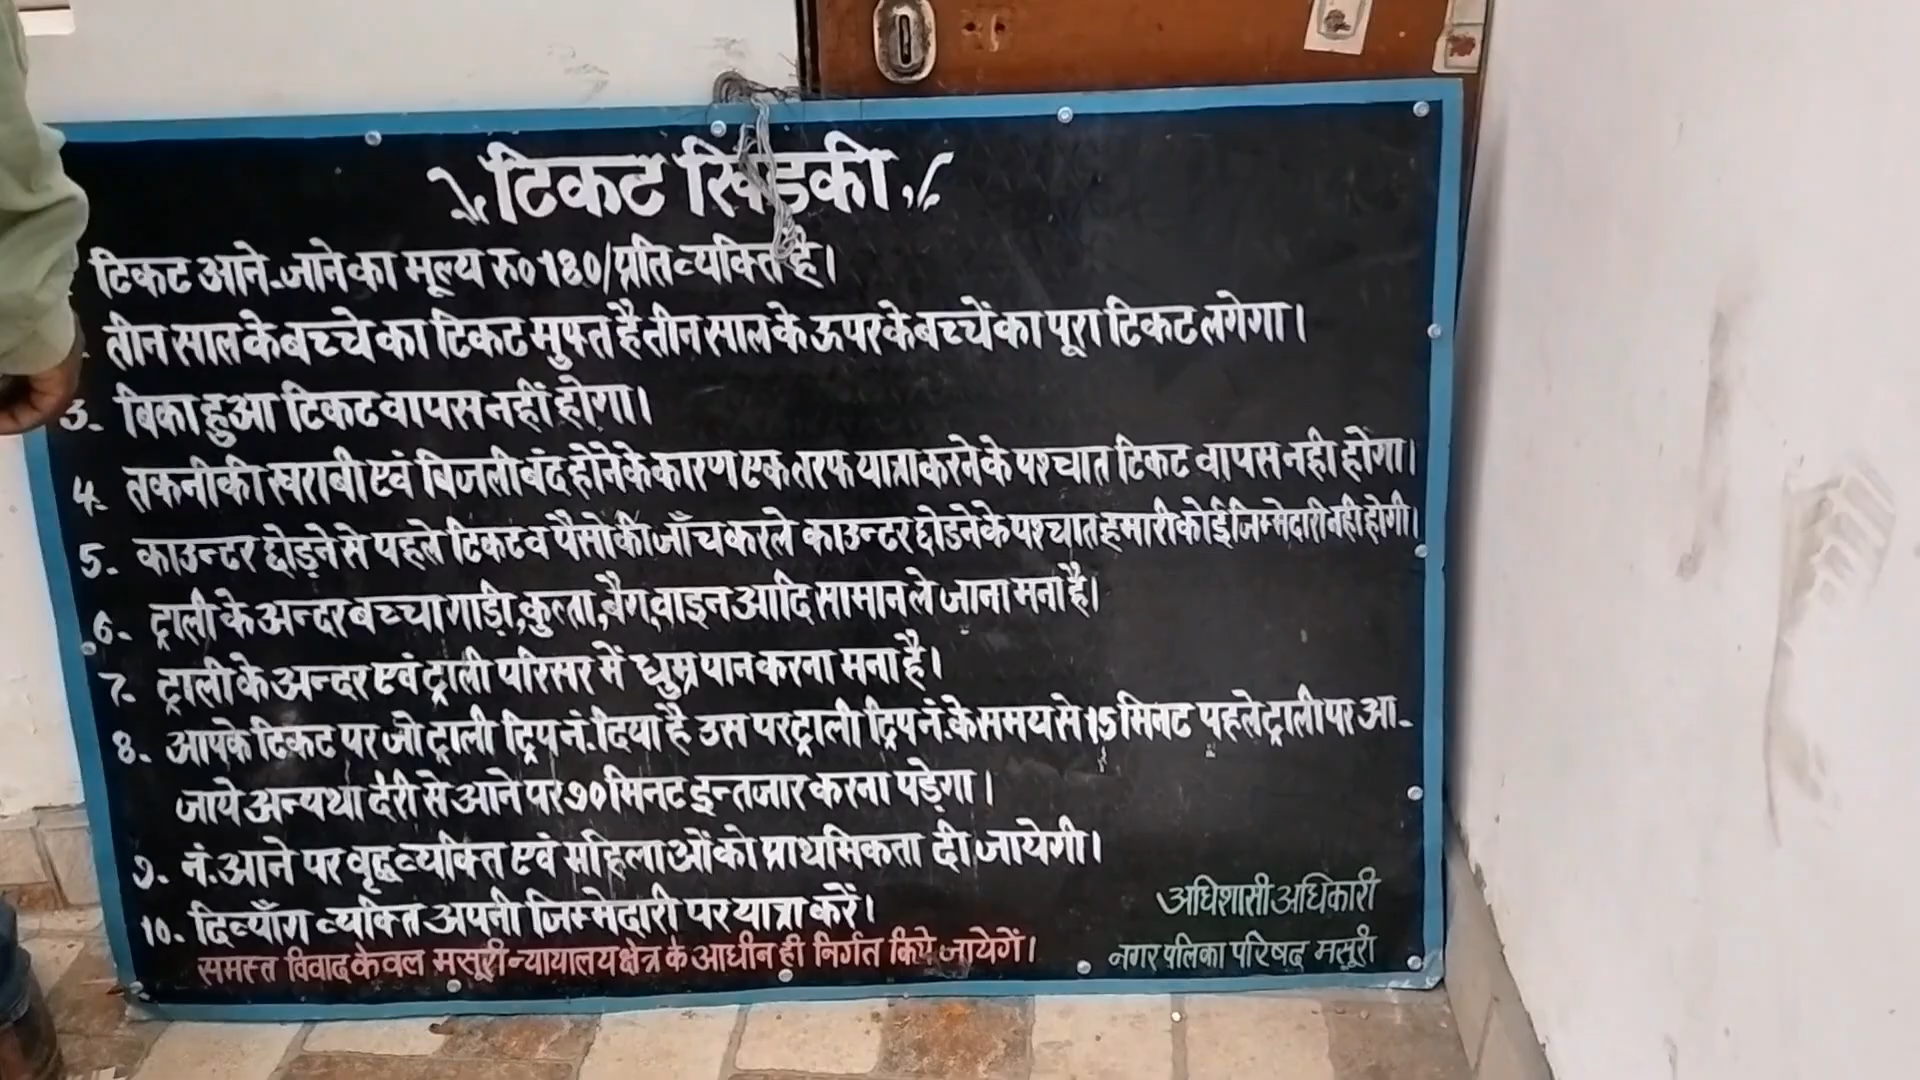 टिकट खिडकी
टिकट आने-जाने का मूल्य रु० 180/प्रति व्यक्ति है।
तीन साल के बच्चे का टिकट मुफ्त है तीन साल के ऊपर के बच्चें का पूरा टिकट लगेगा।
3- बिका हुआ टिकट वापस नहीं होगा।
4- तकनीकी खराबी एवं बिजली बंद होने के कारण एक तरफ यात्रा करने के पश्चात टिकट वापस नही होगा।
5- काउन्टर छोड़ने से पहले टिकट व पैसो की जाँच करले काउन्टर छोडने के पश्चात हमारी कोई जिम्मेदारी नही होगी।
6- ट्राली के अन्दर बच्चा गाड़ी, कुत्ता, बैग, वाइन आदि सामान ले जाना मना है।
7- ट्राली के अन्दर एवं ट्राली परिसर में धुम्रपान करना मना है।
8- आपके टिकट पर जो ट्राली ट्रिप नं. दिया है उस पर ट्राली ट्रिप नं. के समय से 15 मिनट पहले ट्राली पर आ-
जाये अन्यथा देरी से आने पर ७० मिनट इन्तजार करना पड़ेगा।
9- नं. आने पर वृद्ध व्यक्ति एवं महिलाओं को प्राथमिकता दी जायेगी।
10- दिव्याँग व्यक्ति अपनी जिम्मेदारी पर यात्रा करें।
समस्त विवाद केवल मसूरी न्यायालय क्षेत्र के आधीन ही निर्गत किये जायेगें।
अधिशासी अधिकारी
नगर पलिका परिषद मसूरी